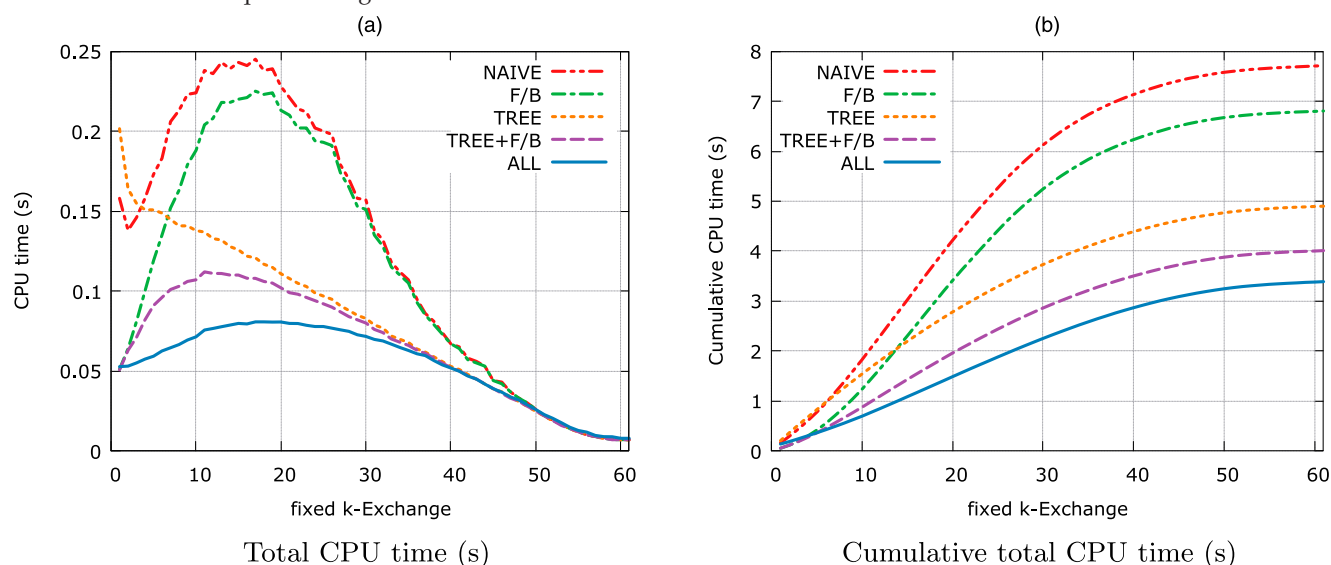 (a)
(b)
0.25
0.2
0.15
0.1
0.05
0
CPU time (s)
NAIVE
F/B
TREE
TREE+F/B
ALL
0 10 20 30 40 50 60
fixed k-Exchange
Total CPU time (s)
8
7
6
5
4
3
2
1
0
Cumulative CPU time (s)
NAIVE
F/B
TREE
TREE+F/B
ALL
0 10 20 30 40 50 60
fixed k-Exchange
Cumulative total CPU time (s)